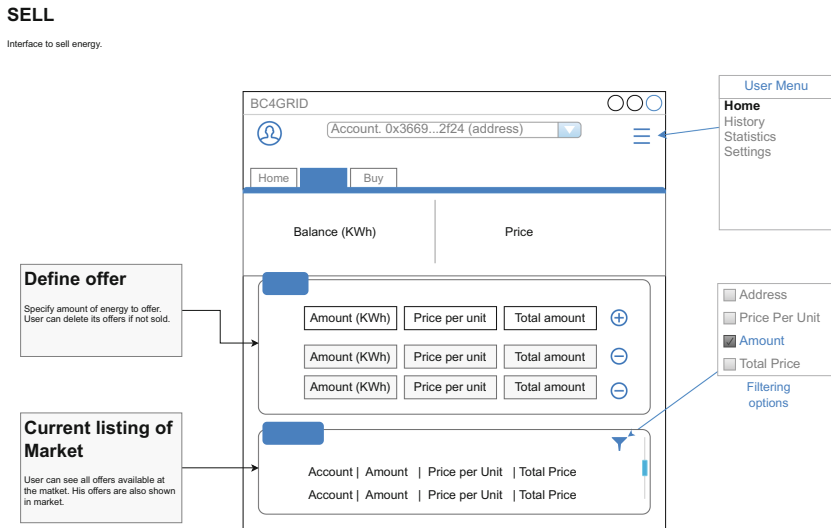 SELL
Interface to sell energy.
User Menu
BC4GRID
Home
Account. 0x3669...2f24 (address)
History
Statistics
Settings
Home
Buy
Balance (KWh)
Price
Define offer
Specify amount of energy to offer.
User can delete its offers if not sold.
Amount (KWh) Price per unit Total amount
Amount (KWh) Price per unit Total amount
Amount (KWh) Price per unit Total amount
Address
Price Per Unit
Amount
Total Price
Filtering
options
Current listing of
Market
User can see all offers available at
the matket. His offers are also shown
in market.
Account | Amount | Price per Unit | Total Price
Account | Amount | Price per Unit | Total Price